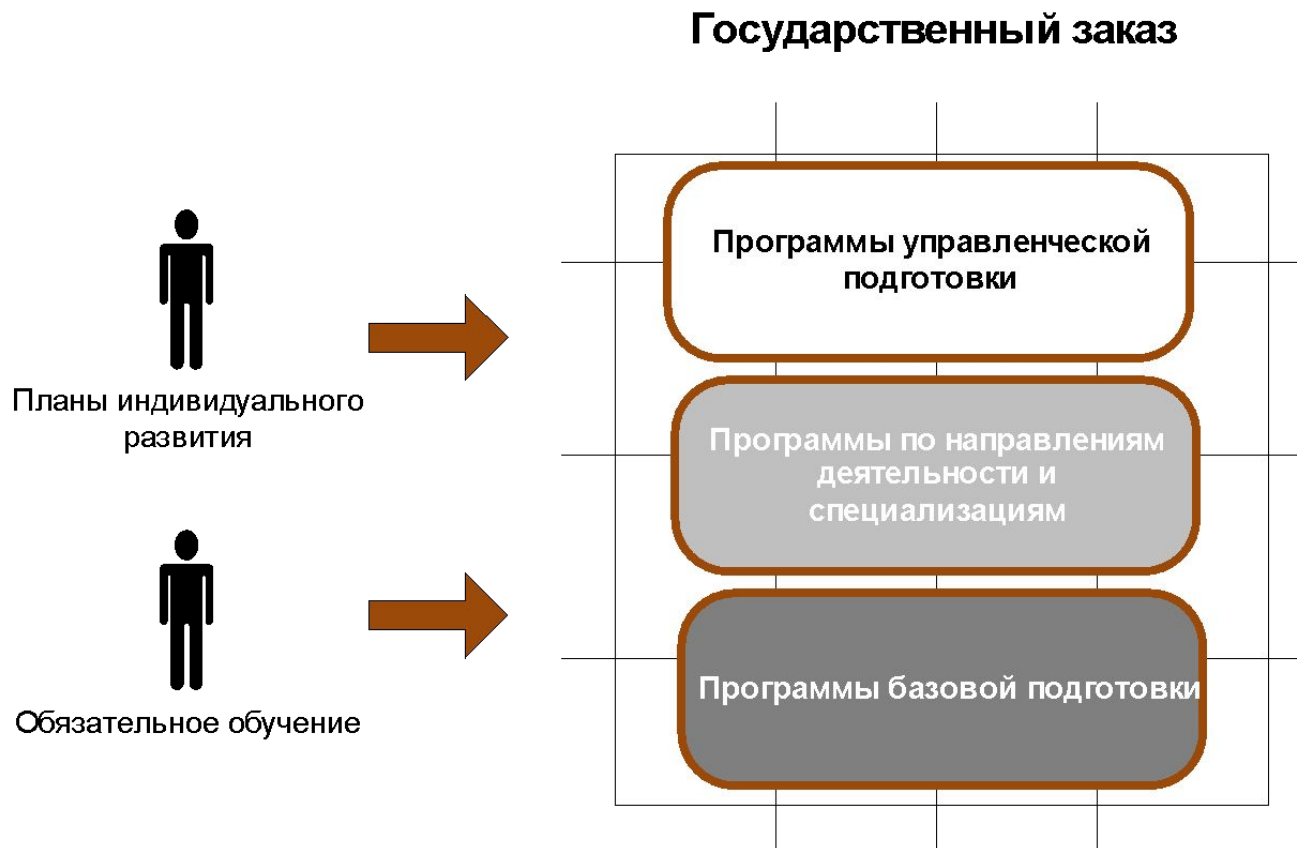 Государственный заказ
Программы управленческой
подготовки
Планы индивидуального
развития
Программы по направлениям
деятельности и
специализациям
Обязательное обучение
Программы базовой подготовки